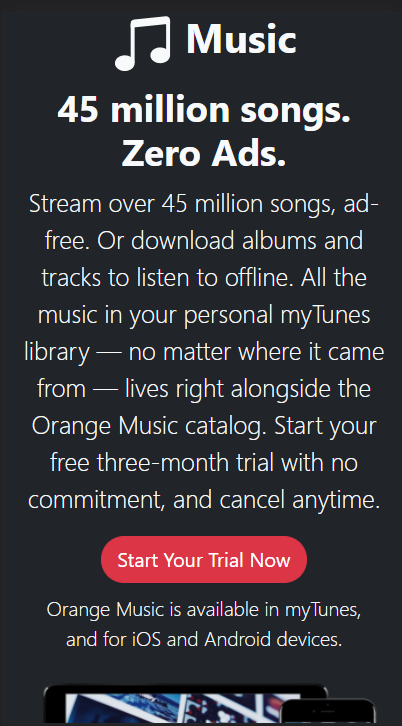 Music
45 million songs.
Zero Ads.
Stream over 45 million songs, ad-
free. Or download albums and
tracks to listen to offline. All the
music in your personal myTunes
library — no matter where it came
from — lives right alongside the
Orange Music catalog. Start your
free three-month trial with no
commitment, and cancel anytime.
Start Your Trial Now
Orange Music is available in myTunes,
and for iOS and Android devices.